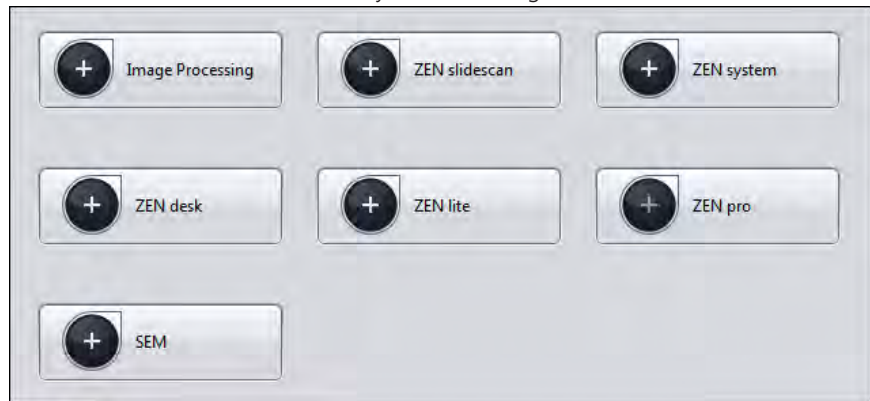 Image Processing
ZEN slidescan
ZEN system
ZEN desk
ZEN lite
ZEN pro
SEM